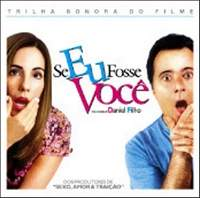 TRILHA SONORA DO FILME
Se Eu Fosse
Você
Daniel Filho
DOS PRODUTORES DE
"SEXO, AMOR & TRAIÇÃO"